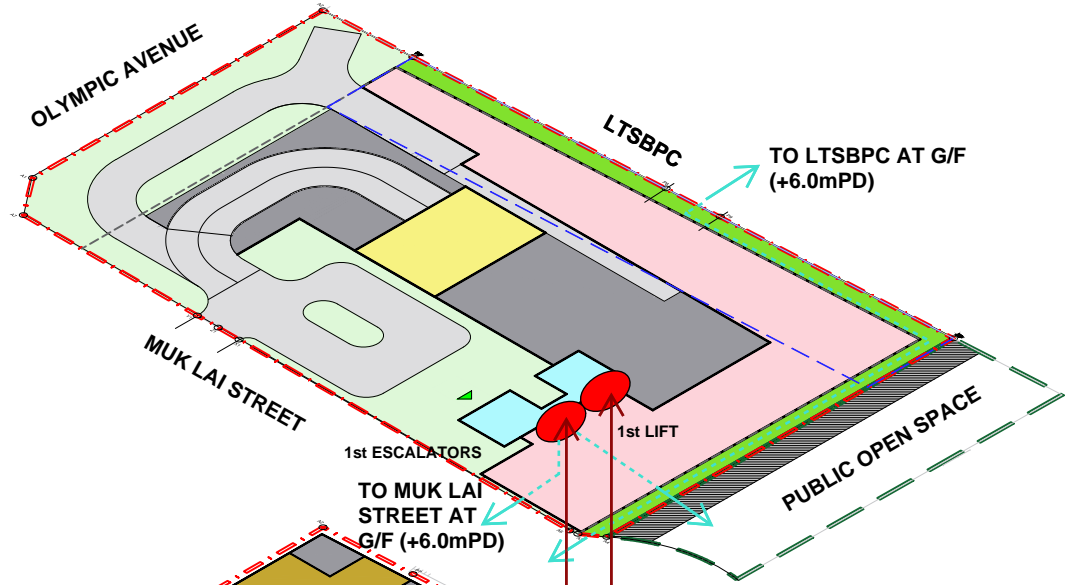 OLYMPIC AVENUE
LTSBPC
TO LTSBPC AT G/F
(+6.0mPD)
MUK LAI STREET
1st LIFT
1st ESCALATORS
PUBLIC OPEN SPACE
TO MUK LAI
STREET AT
G/F (+6.0mPD)